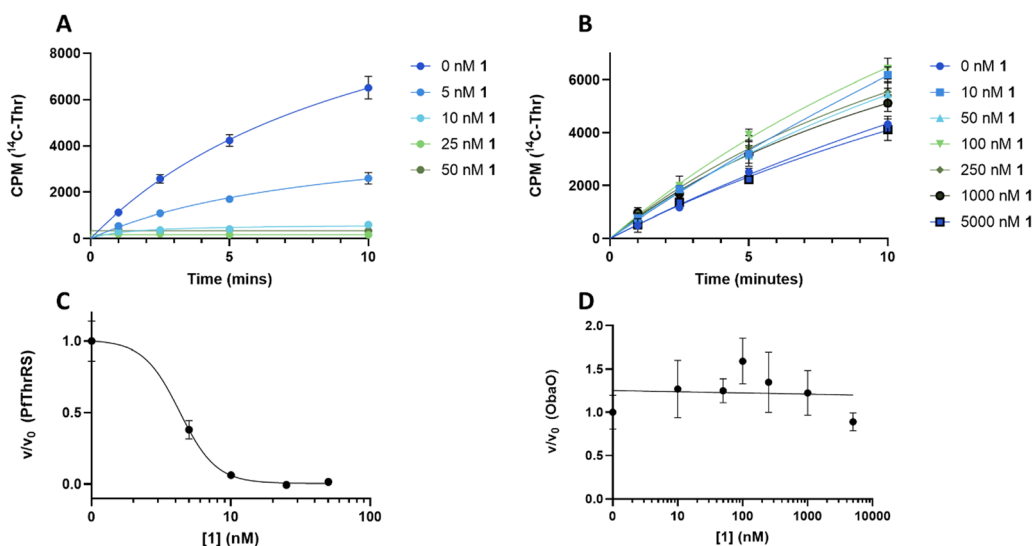 A
CPM (¹⁴C-Thr)
8000
6000
4000
2000
0
0
5
10
Time (mins)
0 nM 1
5 nM 1
10 nM 1
25 nM 1
50 nM 1
B
CPM (¹⁴C-Thr)
6000
4000
2000
0
0
5
10
Time (minutes)
0 nM 1
10 nM 1
50 nM 1
100 nM 1
250 nM 1
1000 nM 1
5000 nM 1
C
v/v₀ (PfThrRS)
1.0
0.5
0.0
0
10
100
[1] (nM)
D
v/v₀ (ObaO)
2.0
1.5
1.0
0.5
0.0
0
10
100
1000
10000
[1] (nM)